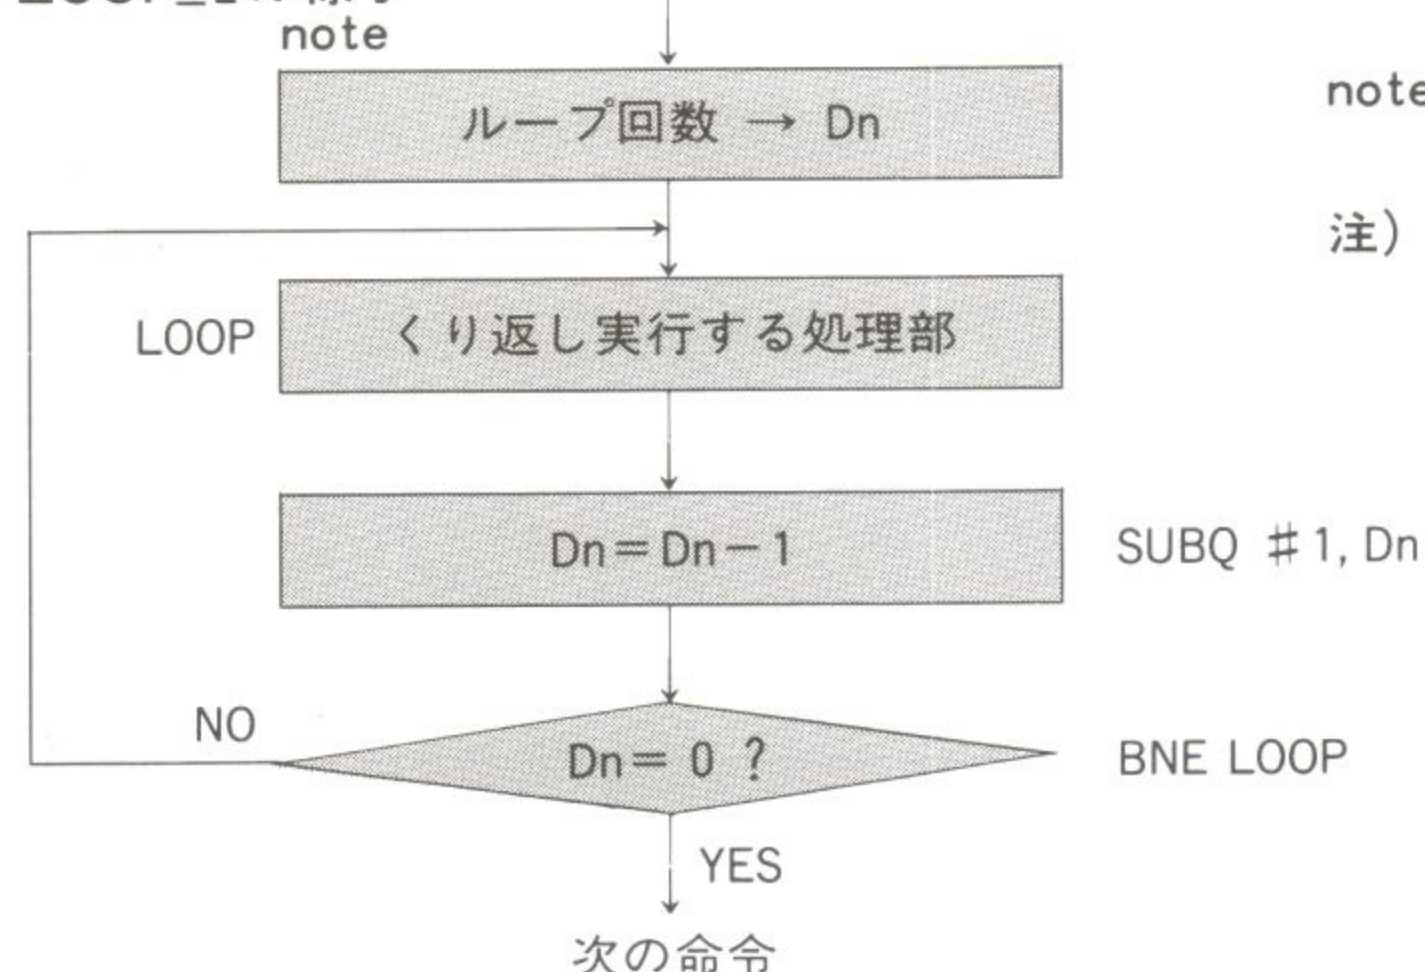 note
ループ回数 → Dn
note
注)
LOOP
くり返し実行する処理部
Dn=Dn-1
SUBQ #1, Dn
NO
Dn= 0 ?
BNE LOOP
YES
次の命令